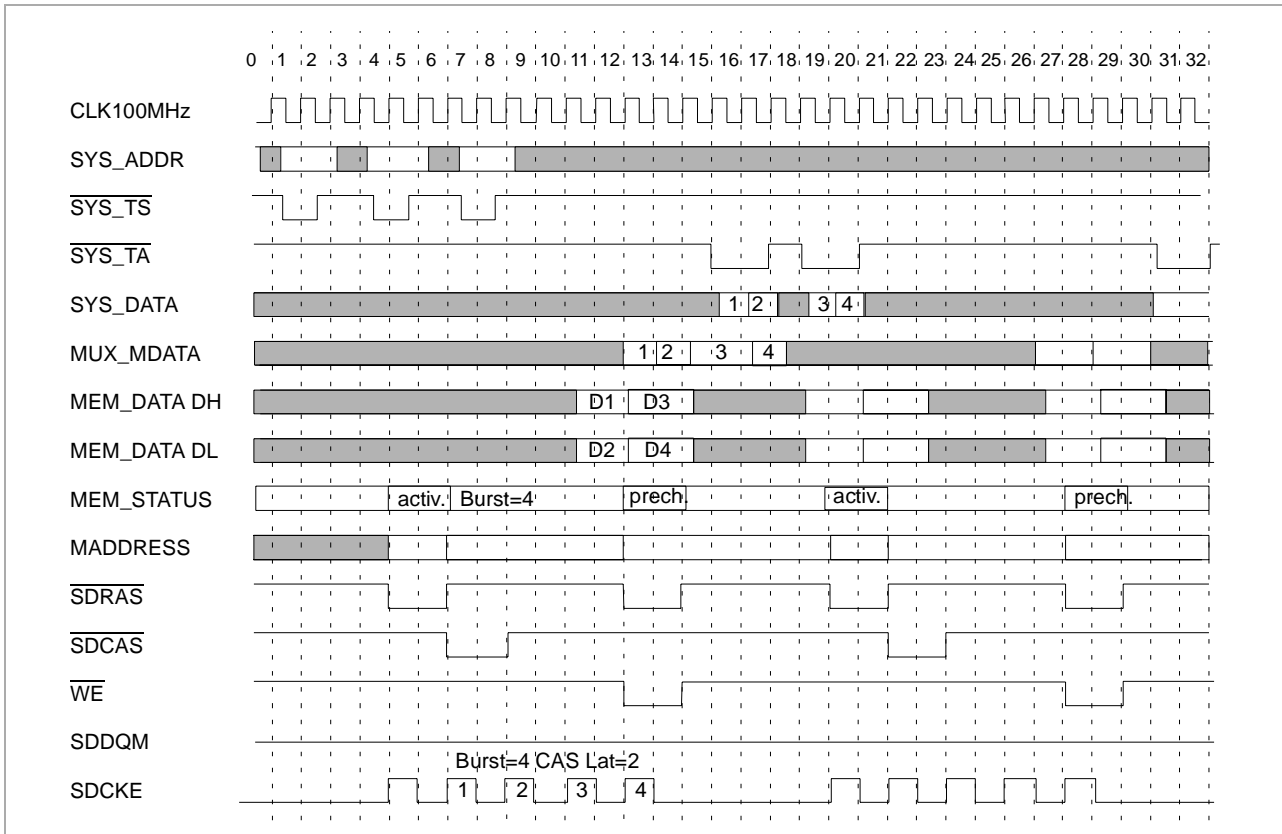 0 1 2 3 4 5 6 7 8 9 10 11 12 13 14 15 16 17 18 19 20 21 22 23 24 25 26 27 28 29 30 31 32
CLK100MHz
SYS_ADDR
SYS_TS
SYS_TA
SYS_DATA 1 2 3 4
MUX_MDATA 1 2 3 4
MEM_DATA DH D1 D3
MEM_DATA DL D2 D4
MEM_STATUS activ. Burst=4 prech. activ. prech.
MADDRESS
SDRAS
SDCAS
WE
SDDQM
Burst=4 CAS Lat=2
SDCKE 1 2 3 4